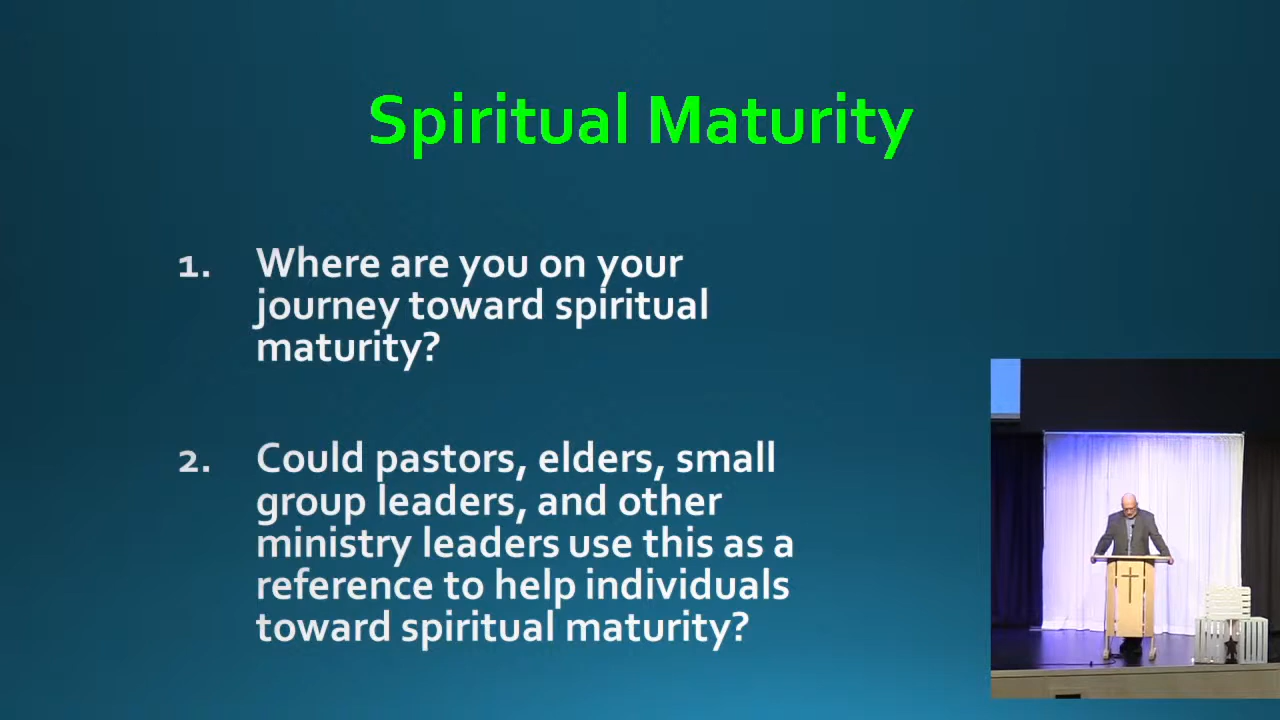 Spiritual Maturity
1. Where are you on your
journey toward spiritual
maturity?
2. Could pastors, elders, small
group leaders, and other
ministry leaders use this as a
reference to help individuals
toward spiritual maturity?